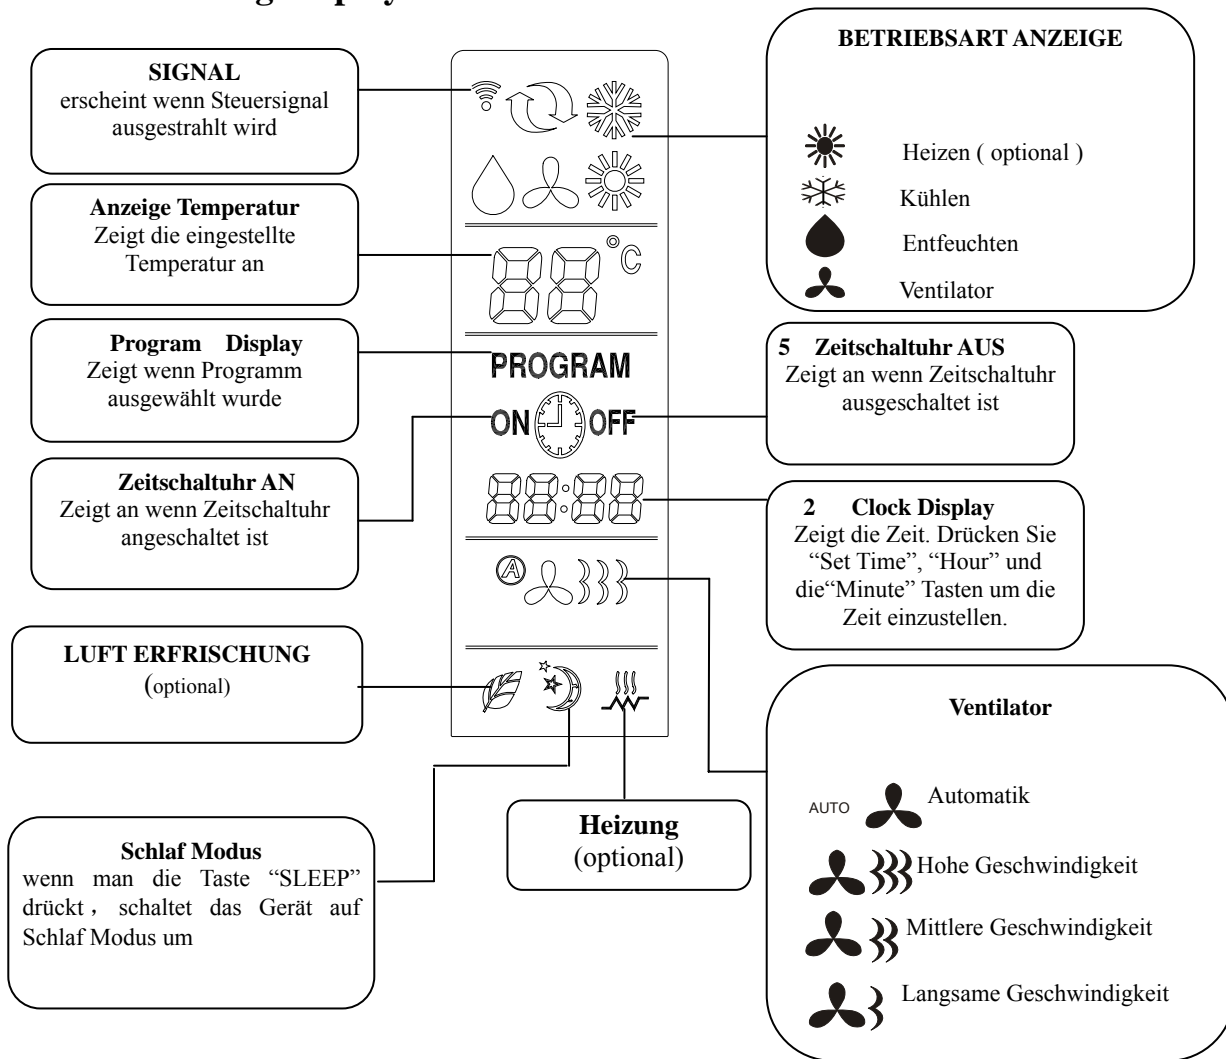 SIGNAL
erscheint wenn Steuersignal
ausgestrahlt wird
Anzeige Temperatur
Zeigt die eingestellte
Temperatur an
Program Display
Zeigt wenn Programm
ausgewählt wurde
Zeitschaltuhr AN
Zeigt an wenn Zeitschaltuhr
angeschaltet ist
LUFT ERFRISCHUNG
(optional)
Schlaf Modus
wenn man die Taste “SLEEP”
drückt， schaltet das Gerät auf
Schlaf Modus um
88°C
PROGRAM
ON OFF
88:88
A
Heizung
(optional)
BETRIEBSART ANZEIGE
Heizen ( optional )
Kühlen
Entfeuchten
Ventilator
5 Zeitschaltuhr AUS
Zeigt an wenn Zeitschaltuhr
ausgeschaltet ist
2 Clock Display
Zeigt die Zeit. Drücken Sie
“Set Time”, “Hour” und
die“Minute” Tasten um die
Zeit einzustellen.
Ventilator
AUTO Automatik
Hohe Geschwindigkeit
Mittlere Geschwindigkeit
Langsame Geschwindigkeit